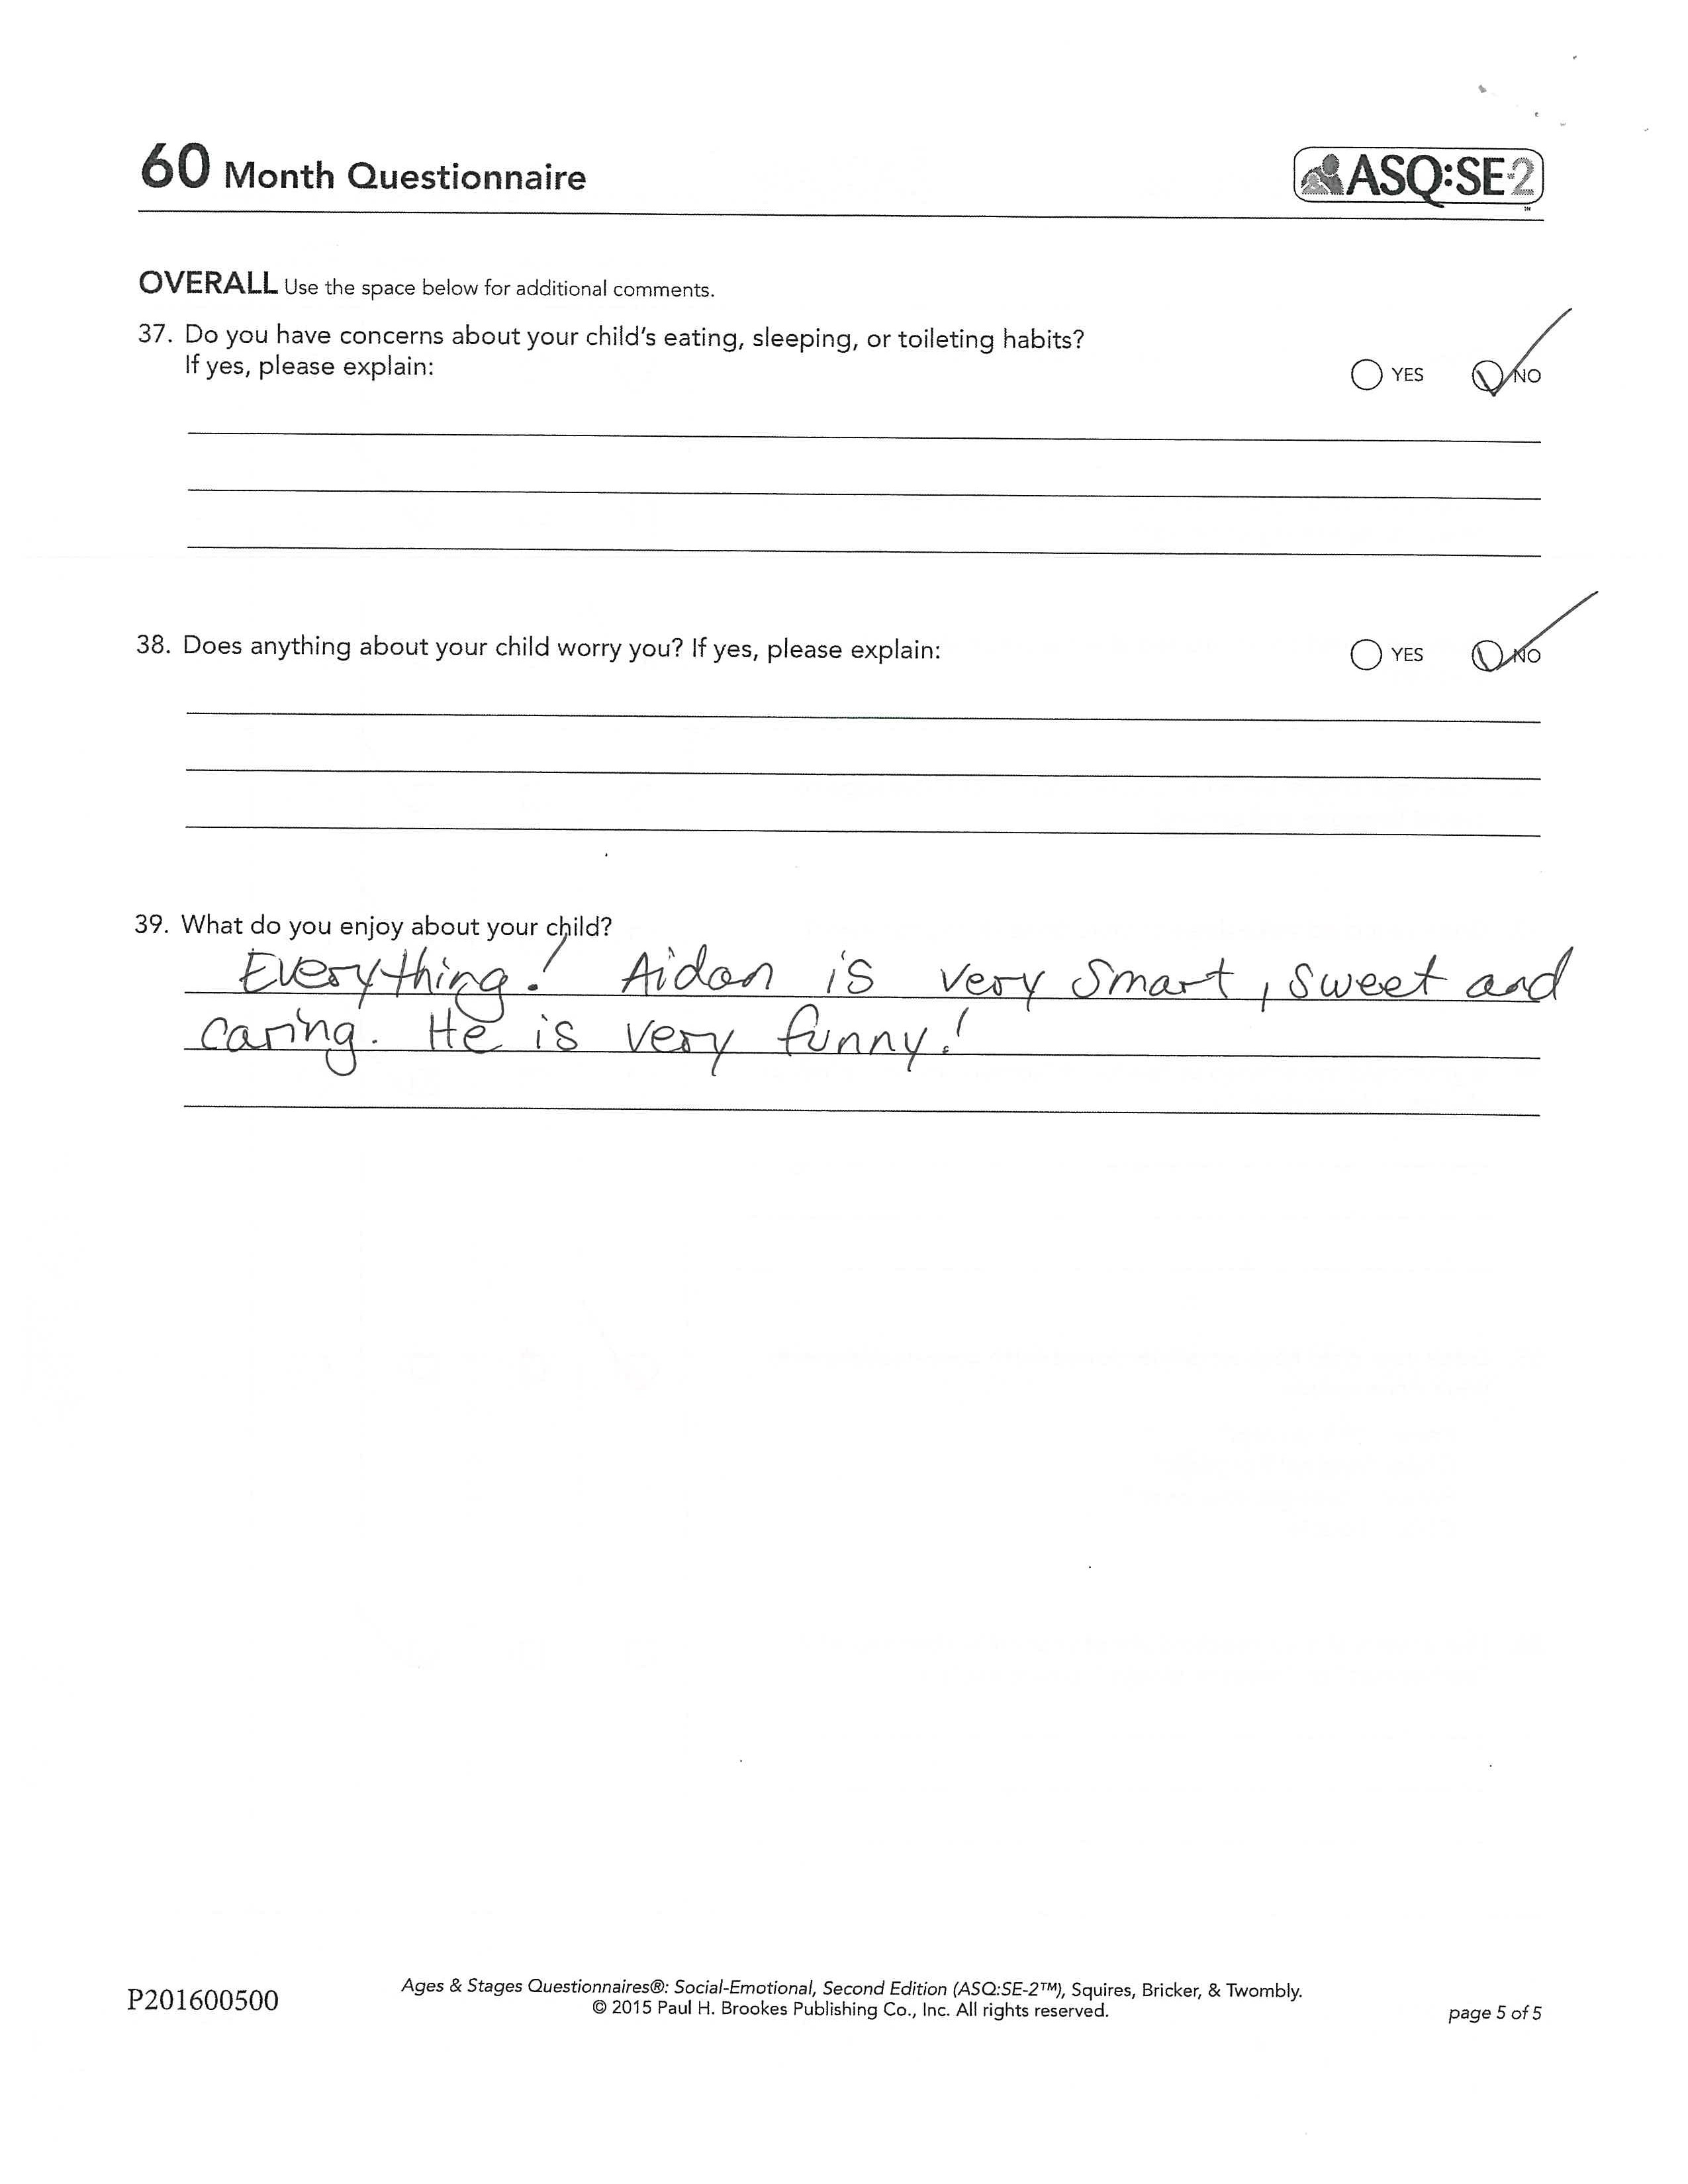 60 Month Questionnaire
ASQ:SE-2™
OVERALL Use the space below for additional comments.
37. Do you have concerns about your child's eating, sleeping, or toileting habits?
If yes, please explain:
YES NO
38. Does anything about your child worry you? If yes, please explain:
YES NO
39. What do you enjoy about your child?
Everything! Aidan is very smart, sweet and
caring. He is very funny!
P201600500
Ages & Stages Questionnaires®: Social-Emotional, Second Edition (ASQ:SE-2™), Squires, Bricker, & Twombly.
© 2015 Paul H. Brookes Publishing Co., Inc. All rights reserved.
page 5 of 5